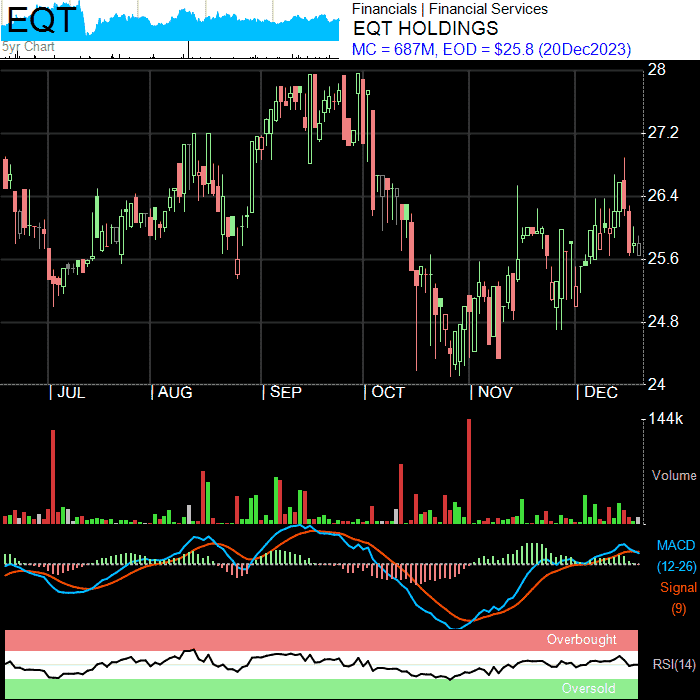 EQT
5yr Chart
Financials | Financial Services
EQT HOLDINGS
MC = 687M, EOD = $25.8 (20Dec2023)
28
27.2
26.4
25.6
24.8
24
| JUL | AUG | SEP | OCT | NOV | DEC
144k
Volume
MACD
(12-26)
Signal
(9)
Overbought
RSI(14)
Oversold